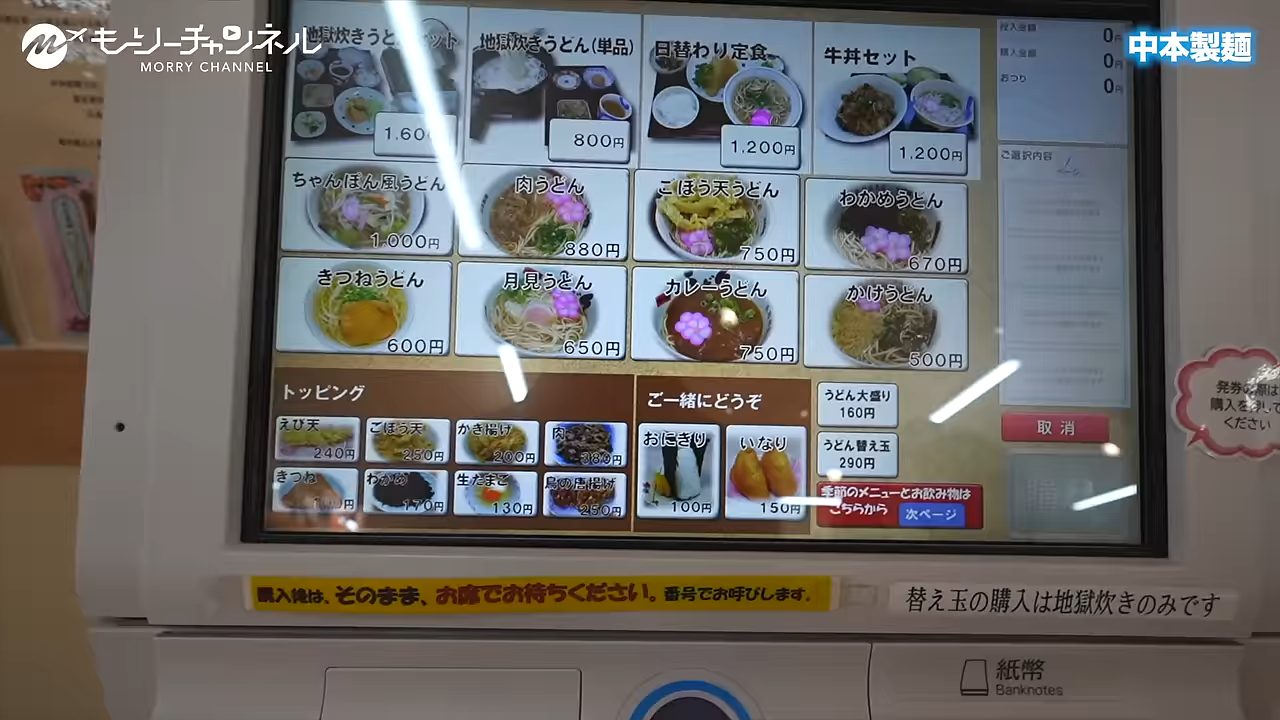 モーリーチャンネル
MORRY CHANNEL
中本製麺
地獄炊きうどん(単品)
800円
日替わり定食
1,200円
牛丼セット
1,200円
投入金額
0円
購入金額
0円
おつり
0円
ご選択内容
ちゃんぽん風うどん
1,000円
肉うどん
880円
ごぼう天うどん
750円
わかめうどん
670円
きつねうどん
600円
月見うどん
650円
カレーうどん
750円
かけうどん
500円
トッピング
えび天
240円
ごぼう天
250円
かき揚げ
200円
肉
380円
きつね
わかめ
170円
生たまご
130円
鳥の唐揚げ
250円
ご一緒にどうぞ
おにぎり
100円
いなり
150円
うどん大盛り
160円
うどん替え玉
290円
季節のメニューとお飲み物は
こちらから
次ページ
取消
発券の際は
購入を押して
ください
購入後は、そのまま、お席でお待ちください。番号でお呼びします。
替え玉の購入は地獄炊きのみです
紙幣
Banknotes